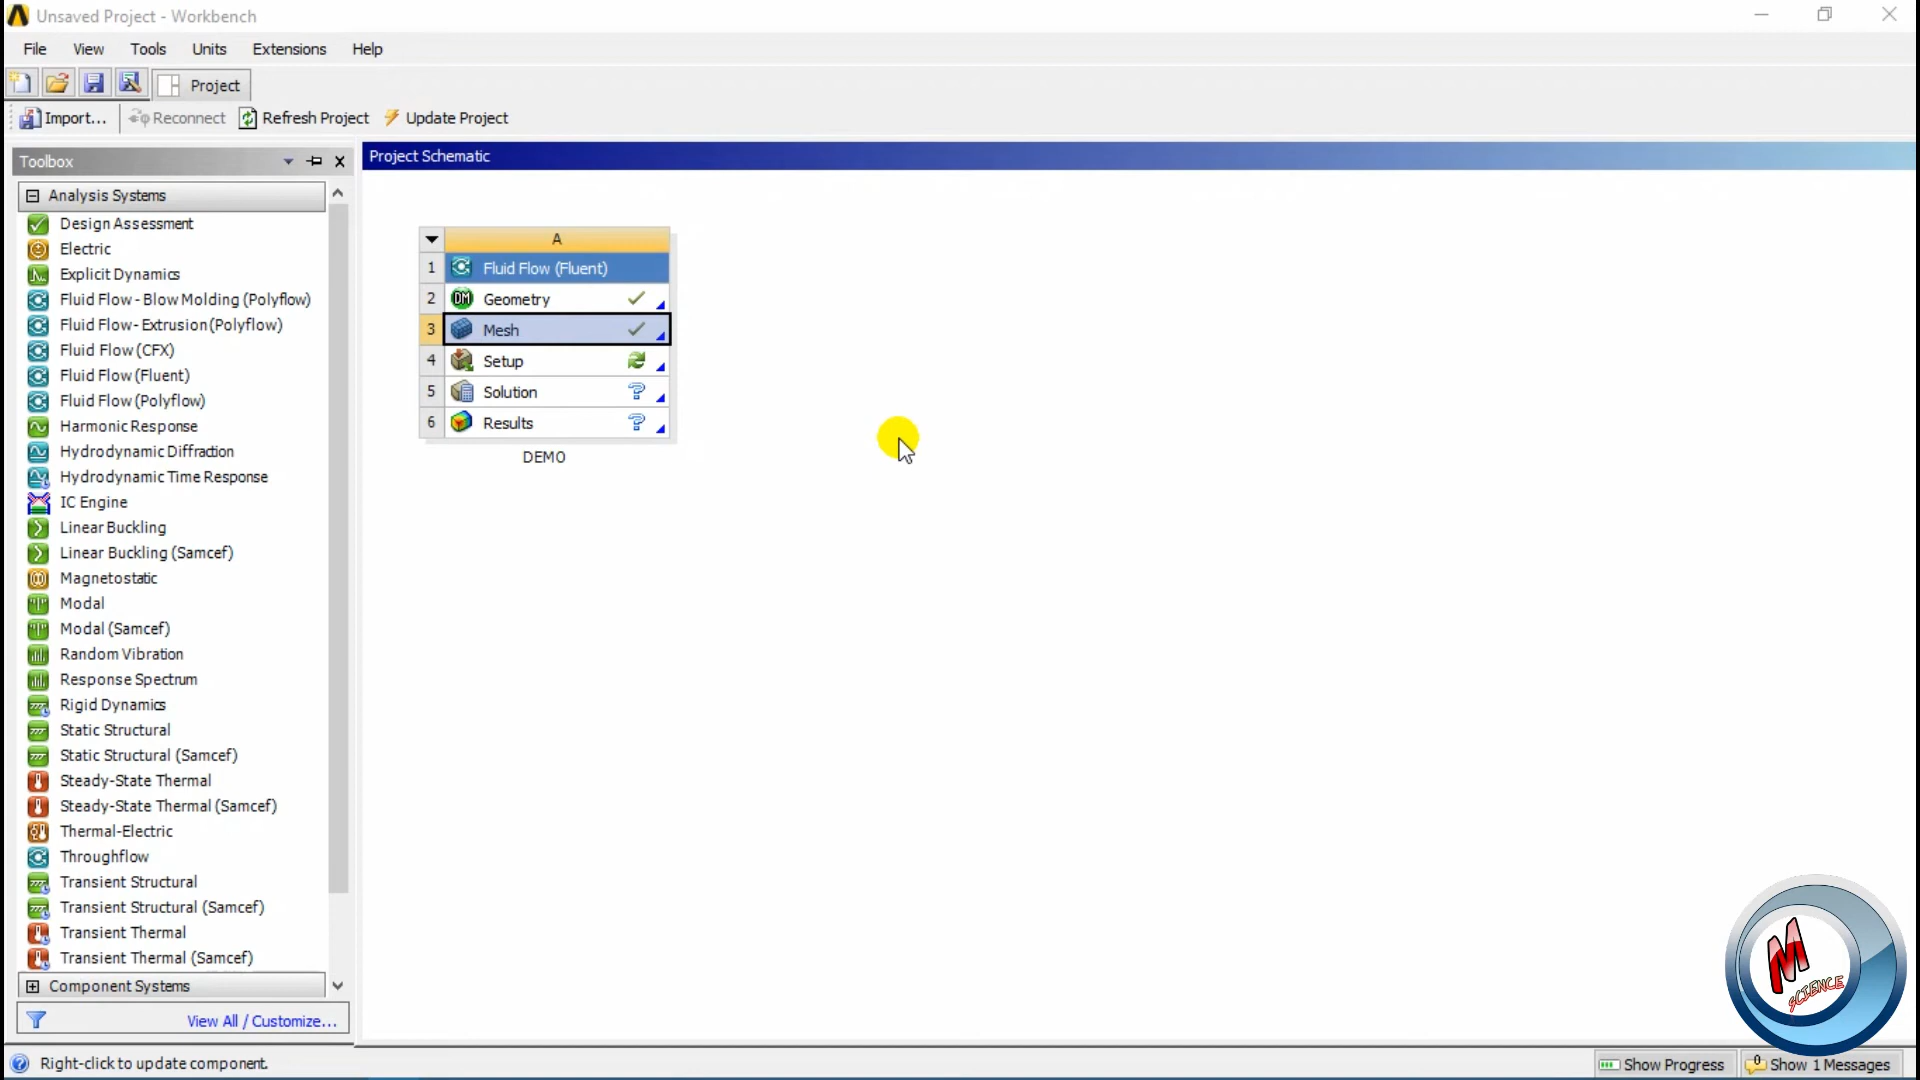 Unsaved Project - Workbench
File View Tools Units Extensions Help
Project
Import... Reconnect Refresh Project Update Project
Toolbox
Analysis Systems
Design Assessment
Electric
Explicit Dynamics
Fluid Flow - Blow Molding (Polyflow)
Fluid Flow- Extrusion (Polyflow)
Fluid Flow (CFX)
Fluid Flow (Fluent)
Fluid Flow (Polyflow)
Harmonic Response
Hydrodynamic Diffraction
Hydrodynamic Time Response
IC Engine
Linear Buckling
Linear Buckling (Samcef)
Magnetostatic
Modal
Modal (Samcef)
Random Vibration
Response Spectrum
Rigid Dynamics
Static Structural
Static Structural (Samcef)
Steady-State Thermal
Steady-State Thermal (Samcef)
Thermal-Electric
Throughflow
Transient Structural
Transient Structural (Samcef)
Transient Thermal
Transient Thermal (Samcef)
Component Systems
View All / Customize...
Project Schematic
A
1 Fluid Flow (Fluent)
2 DM Geometry
3 Mesh
4 Setup
5 Solution ?
6 Results ?
DEMO
M
SCIENCE
Right-click to update component.
Show Progress
Show 1 Messages